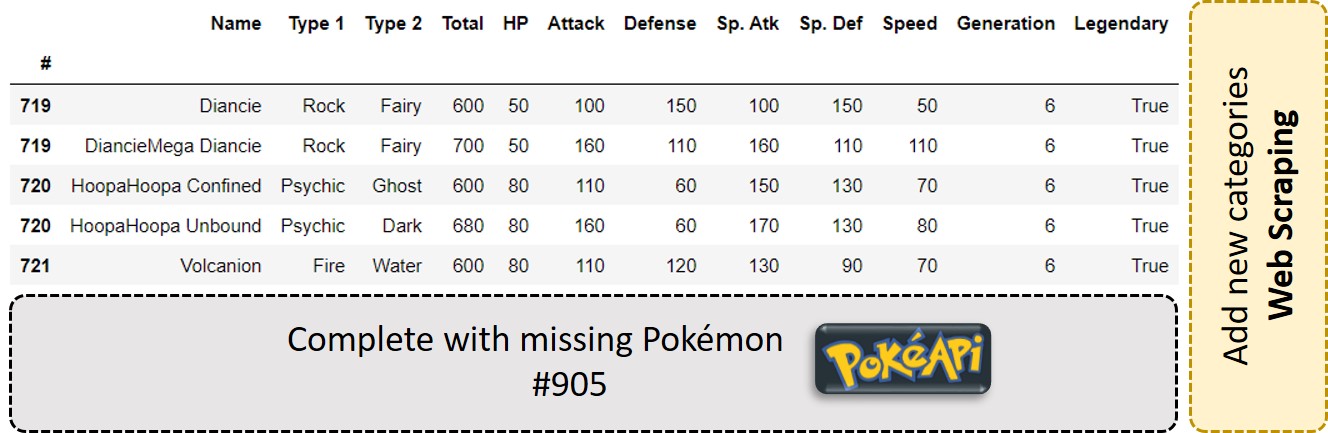 Name Type 1 Type 2 Total HP Attack Defense Sp. Atk Sp. Def Speed Generation Legendary
#
719 Diancie Rock Fairy 600 50 100 150 100 150 50 6 True
719 DiancieMega Diancie Rock Fairy 700 50 160 110 160 110 110 6 True
720 HoopaHoopa Confined Psychic Ghost 600 80 110 60 150 130 70 6 True
720 HoopaHoopa Unbound Psychic Dark 680 80 160 60 170 130 80 6 True
721 Volcanion Fire Water 600 80 110 120 130 90 70 6 True
Complete with missing Pokémon
#905
PokéAPi
Add new categories
Web Scraping